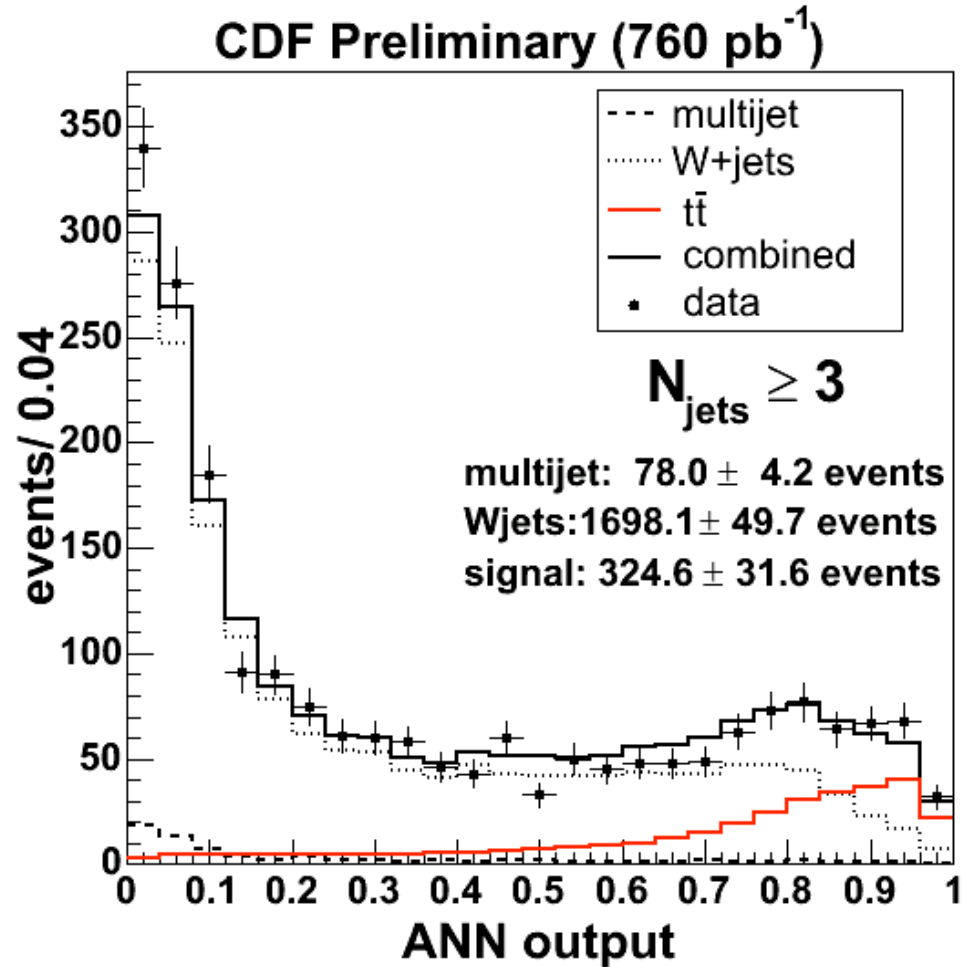 CDF Preliminary (760 pb⁻¹)
events/ 0.04
350
300
250
200
150
100
50
0
multijet
W+jets
tt̄
combined
data
N_jets ≥ 3
multijet: 78.0 ± 4.2 events
Wjets:1698.1± 49.7 events
signal: 324.6 ± 31.6 events
0 0.1 0.2 0.3 0.4 0.5 0.6 0.7 0.8 0.9 1
ANN output